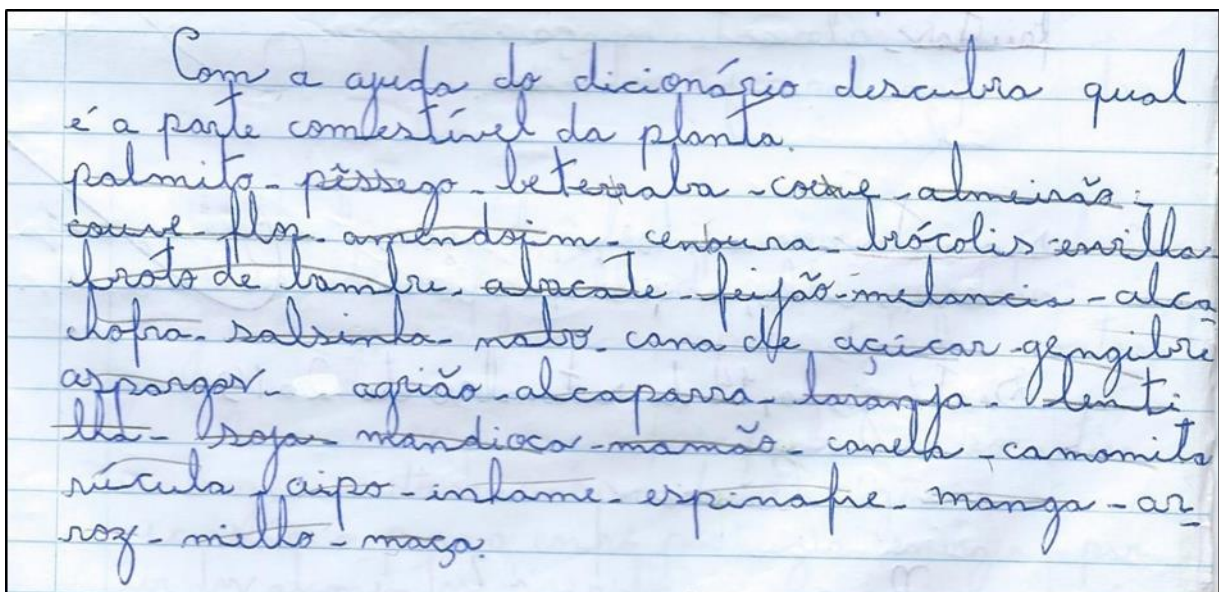 Com a ajuda do dicionário descubra qual
é a parte comestível da planta.
palmito - pêssego - beterraba - couve - almeirão -
couve-flor - amendoim - cenoura - brócolis - ervilha -
broto de bambu - abacate - feijão - melancia - alca
chofra - salsinha - nabo - cana de açúcar - gengibre
aspargos - agrião - alcaparra - laranja - lenti
lha - soja - mandioca - mamão - canela - camomila
rúcula - aipo - inhame - espinafre - manga - ar
roz - milho - maça.